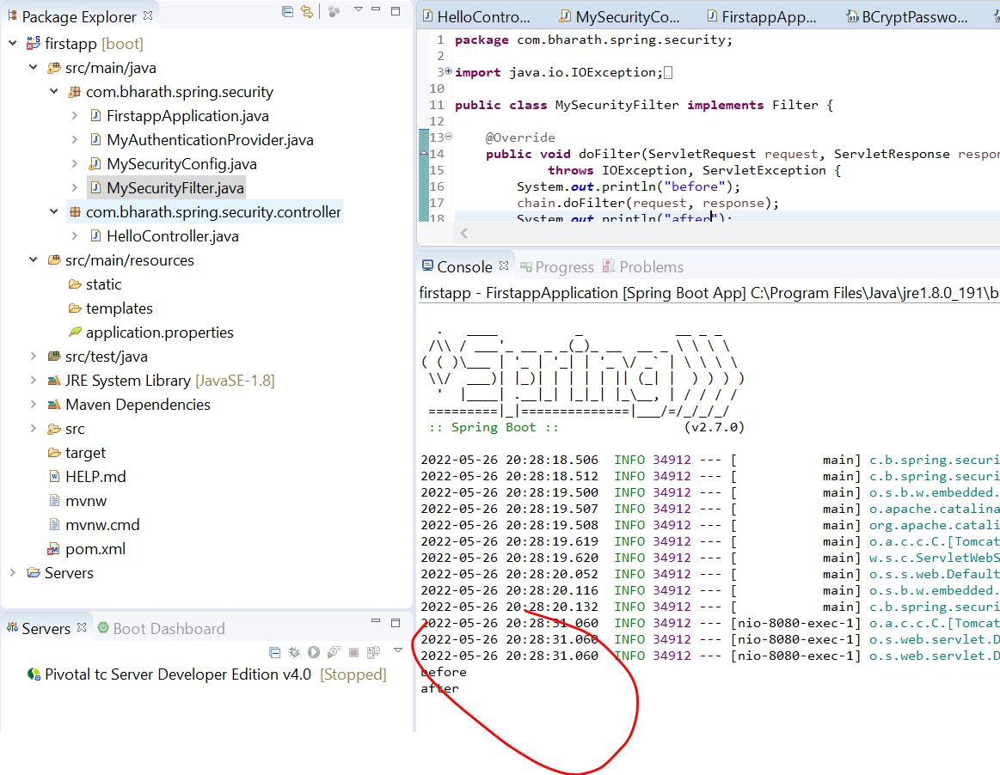 Package Explorer
firstapp [boot]
src/main/java
com.bharath.spring.security
FirstappApplication.java
MyAuthenticationProvider.java
MySecurityConfig.java
MySecurityFilter.java
com.bharath.spring.security.controller
HelloController.java
src/main/resources
static
templates
application.properties
src/test/java
JRE System Library [JavaSE-1.8]
Maven Dependencies
src
target
HELP.md
mvnw
mvnw.cmd
pom.xml
Servers
Servers Boot Dashboard
Pivotal tc Server Developer Edition v4.0 [Stopped]
HelloContro... MySecurityCo... FirstappApp... BCryptPasswo...
1 package com.bharath.spring.security;
2
3 import java.io.IOException;
10
11 public class MySecurityFilter implements Filter {
12
13 @Override
14 public void doFilter(ServletRequest request, ServletResponse respon
15 throws IOException, ServletException {
16 System.out.println("before");
17 chain.doFilter(request, response);
18 System.out.println("after");
Console Progress Problems
firstapp - FirstappApplication [Spring Boot App] C:\Program Files\Java\jre1.8.0_191\b
  .   ____          _            __ _ _
 /\\ / ___'_ __ _ _(_)_ __  __ _ \ \ \ \
( ( )\___ | '_ | '_| | '_ \/ _` | \ \ \ \
 \\/  ___)| |_)| | | | | || (_| |  ) ) ) )
  '  |____| .__|_| |_|_| |_\__, | / / / /
 =========|_|==============|___/=/_/_/_/
 :: Spring Boot ::                (v2.7.0)
2022-05-26 20:28:18.506 INFO 34912 --- [ main] c.b.spring.securi
2022-05-26 20:28:18.512 INFO 34912 --- [ main] c.b.spring.securi
2022-05-26 20:28:19.500 INFO 34912 --- [ main] o.s.b.w.embedded.
2022-05-26 20:28:19.507 INFO 34912 --- [ main] o.apache.catalina
2022-05-26 20:28:19.508 INFO 34912 --- [ main] org.apache.catali
2022-05-26 20:28:19.619 INFO 34912 --- [ main] o.a.c.c.C.[Tomcat
2022-05-26 20:28:19.620 INFO 34912 --- [ main] w.s.c.ServletWebS
2022-05-26 20:28:20.052 INFO 34912 --- [ main] o.s.s.web.Default
2022-05-26 20:28:20.116 INFO 34912 --- [ main] o.s.b.w.embedded.
2022-05-26 20:28:20.132 INFO 34912 --- [ main] c.b.spring.securi
2022-05-26 20:28:31.060 INFO 34912 --- [nio-8080-exec-1] o.a.c.c.C.[Tomcat
2022-05-26 20:28:31.060 INFO 34912 --- [nio-8080-exec-1] o.s.web.servlet.D
2022-05-26 20:28:31.060 INFO 34912 --- [nio-8080-exec-1] o.s.web.servlet.D
before
after